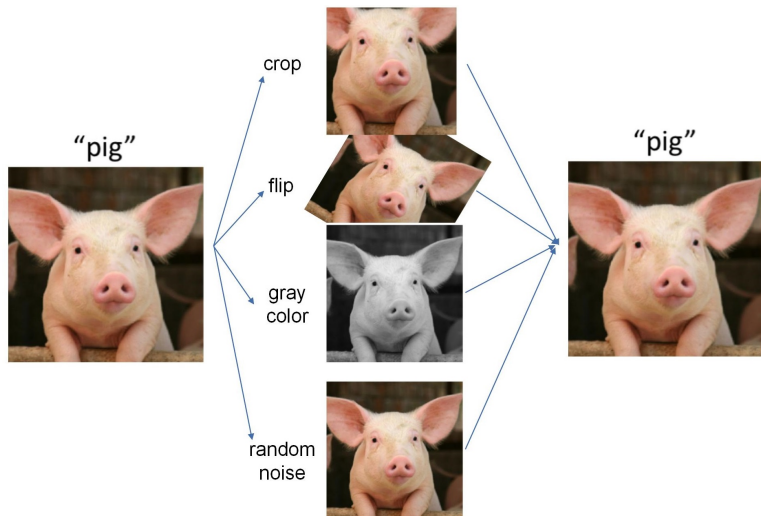 “pig”
crop
flip
gray
color
random
noise
“pig”